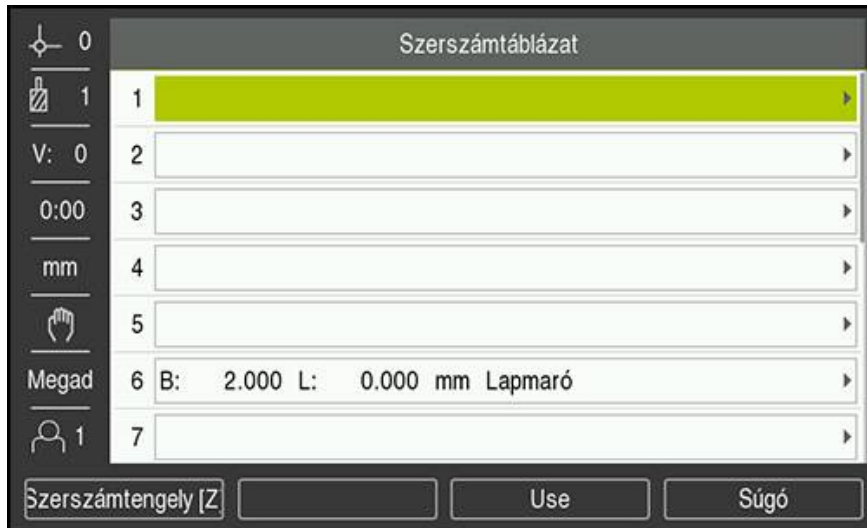 0
Szerszámtáblázat
1
1
V: 0
2
0:00
3
mm
4
5
Megad
6 B: 2.000 L: 0.000 mm Lapmaró
1
7
Szerszámtengely [Z]
Use
Súgó